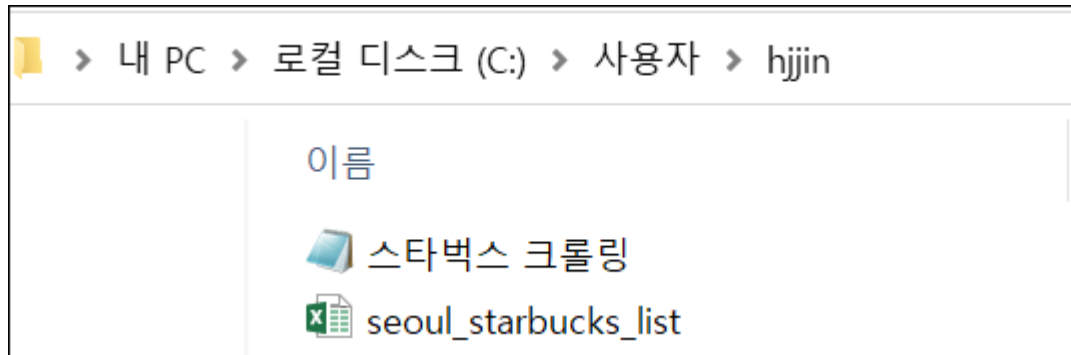 내 PC > 로컬 디스크 (C:) > 사용자 > hjjin
이름
스타벅스 크롤링
seoul_starbucks_list